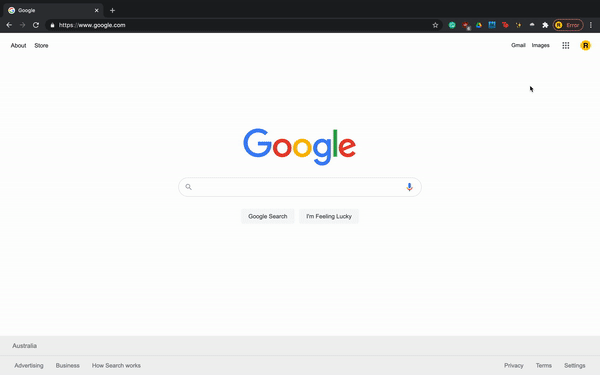 Google
https://www.google.com
R Error
About Store Gmail Images R
Google
Google Search I'm Feeling Lucky
Australia
Advertising Business How Search works Privacy Terms Settings